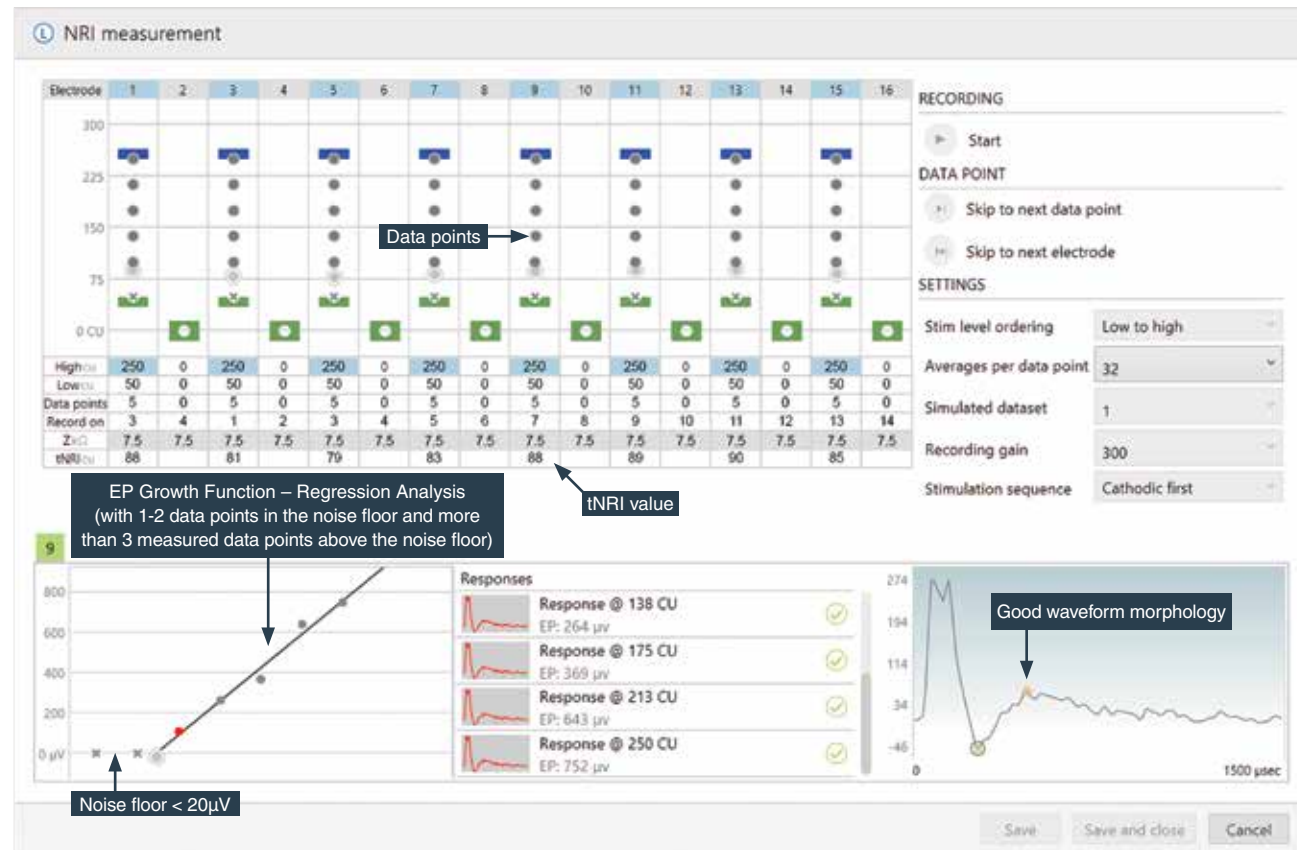 NRI measurement
Electrode 1 2 3 4 5 6 7 8 9 10 11 12 13 14 15 16
300
225
150
75
0 CU
Data points
High CU 250 0 250 0 250 0 250 0 250 0 250 0 250 0 250 0
Low CU 50 0 50 0 50 0 50 0 50 0 50 0 50 0 50 0
Data points 5 0 5 0 5 0 5 0 5 0 5 0 5 0 5 0
Record on 3 4 1 2 3 4 5 6 7 8 9 10 11 12 13 14
Z kΩ 7.5 7.5 7.5 7.5 7.5 7.5 7.5 7.5 7.5 7.5 7.5 7.5 7.5 7.5 7.5 7.5
tNRI CU 88 81 79 83 88 89 90 85
RECORDING
Start
DATA POINT
Skip to next data point
Skip to next electrode
SETTINGS
Stim level ordering Low to high
Averages per data point 32
Simulated dataset 1
Recording gain 300
Stimulation sequence Cathodic first
EP Growth Function – Regression Analysis
(with 1-2 data points in the noise floor and more
than 3 measured data points above the noise floor)
tNRI value
9
800
600
400
200
0 µV
Noise floor < 20µV
Responses
Response @ 138 CU
EP: 264 µv
Response @ 175 CU
EP: 369 µv
Response @ 213 CU
EP: 643 µv
Response @ 250 CU
EP: 752 µv
274
194
114
34
-46
Good waveform morphology
0 1500 µsec
Save Save and close Cancel